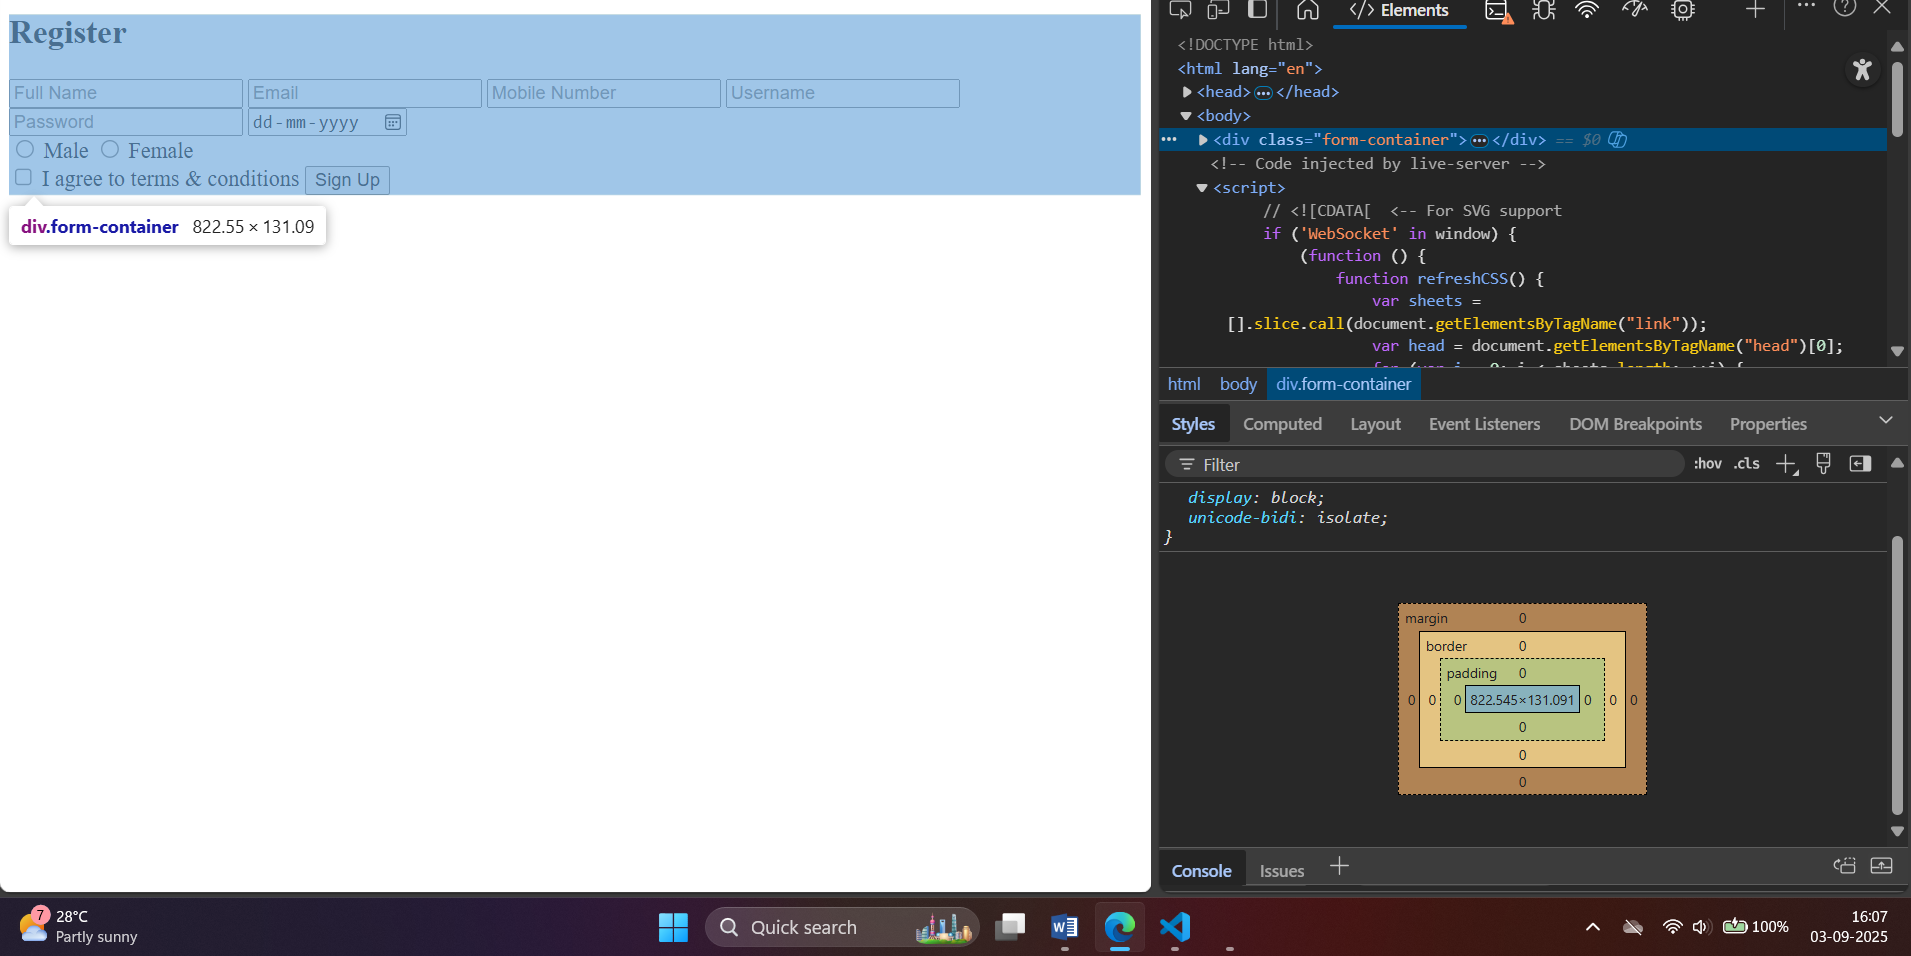 Register
Full Name Email Mobile Number Username
Password dd-mm-yyyy
Male Female
I agree to terms & conditions Sign Up
div.form-container 822.55 × 131.09
</> Elements
<!DOCTYPE html>
<html lang="en">
<head>…</head>
<body>
<div class="form-container">…</div> == $0
<!-- Code injected by live-server -->
<script>
// <![CDATA[  <-- For SVG support
if ('WebSocket' in window) {
(function () {
function refreshCSS() {
var sheets =
[].slice.call(document.getElementsByTagName("link"));
var head = document.getElementsByTagName("head")[0];
for (var i = 0; i < sheets.length; ++i) {
html body div.form-container
Styles Computed Layout Event Listeners DOM Breakpoints Properties
Filter :hov .cls
display: block;
unicode-bidi: isolate;
}
margin 0
border 0
padding 0
0 0 0 822.545×131.091 0 0 0
0
0
0
Console Issues
7 28°C
Partly sunny
Quick search
100%
16:07
03-09-2025